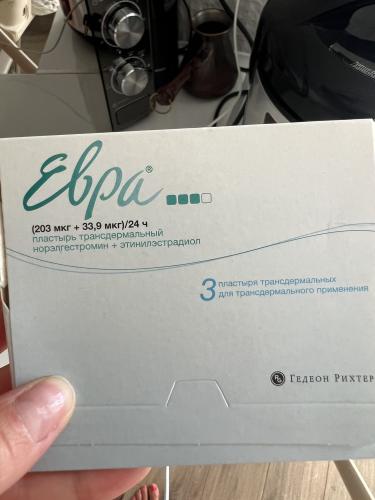 Евра®
(203 мкг + 33,9 мкг)/24 ч
пластырь трансдермальный
норэлгестромин + этинилэстрадиол
3 пластыря трансдермальных
для трансдермального применения
ГЕДЕОН РИХТЕР